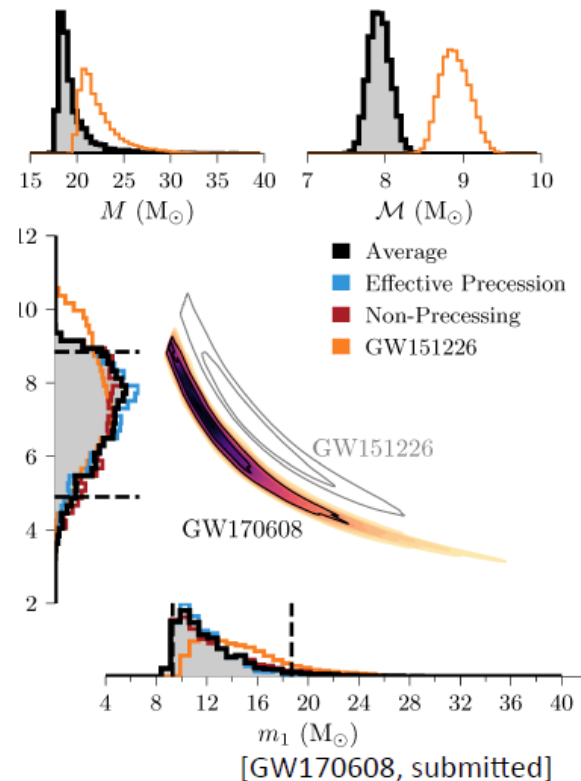 15 20 25 30 35 40
M (M⊙)
7 8 9 10
ℳ (M⊙)
12
10
8
6
4
2
Average
Effective Precession
Non-Precessing
GW151226
GW151226
GW170608
4 8 12 16 20 24 28 32 36 40
m₁ (M⊙)
[GW170608, submitted]